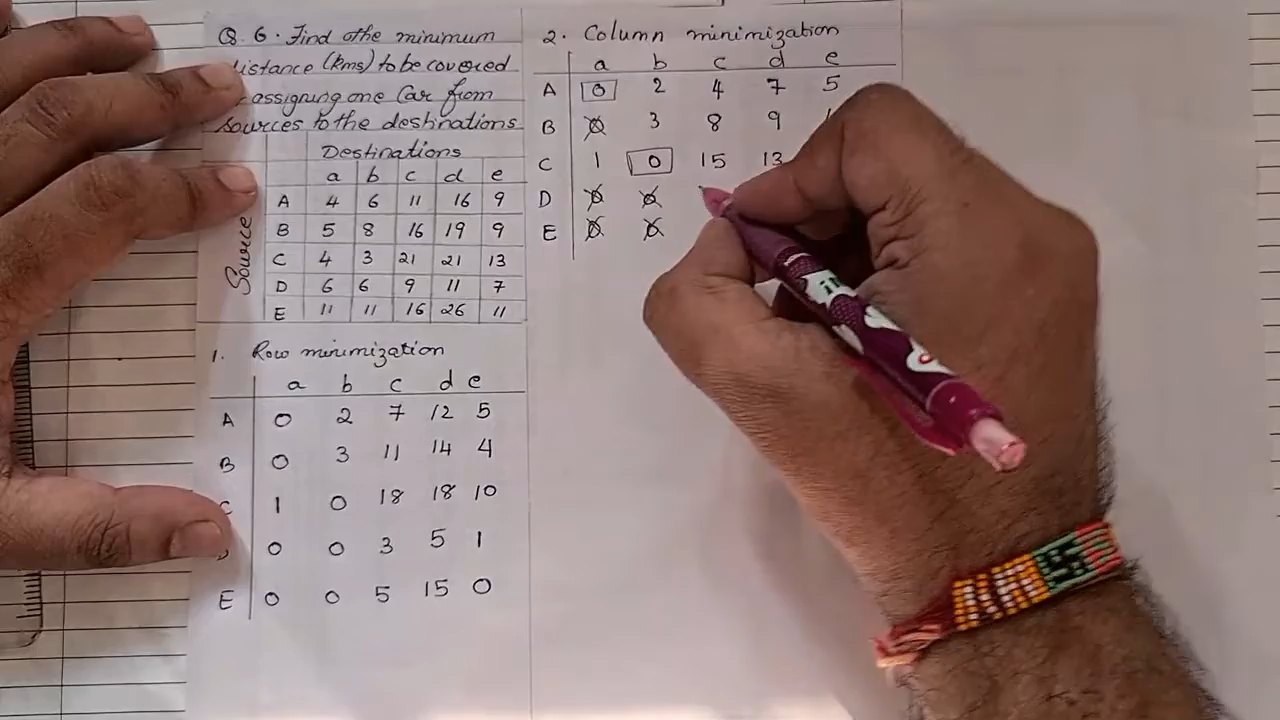 Q. 6. Find the minimum
distance (kms) to be covered
assigning one Car from
sources to the destinations
Destinations
a b c d e
Source
A 4 6 11 16 9
B 5 8 16 19 9
C 4 3 21 21 13
D 6 6 9 11 7
E 11 11 16 26 11
1. Row minimization
a b c d e
A 0 2 7 12 5
B 0 3 11 14 4
C 1 0 18 18 10
D 0 0 3 5 1
E 0 0 5 15 0
2. Column minimization
a b c d e
A 0 2 4 7 5
B 0 3 8 9
C 1 0 15 13
D 0 0
E 0 0